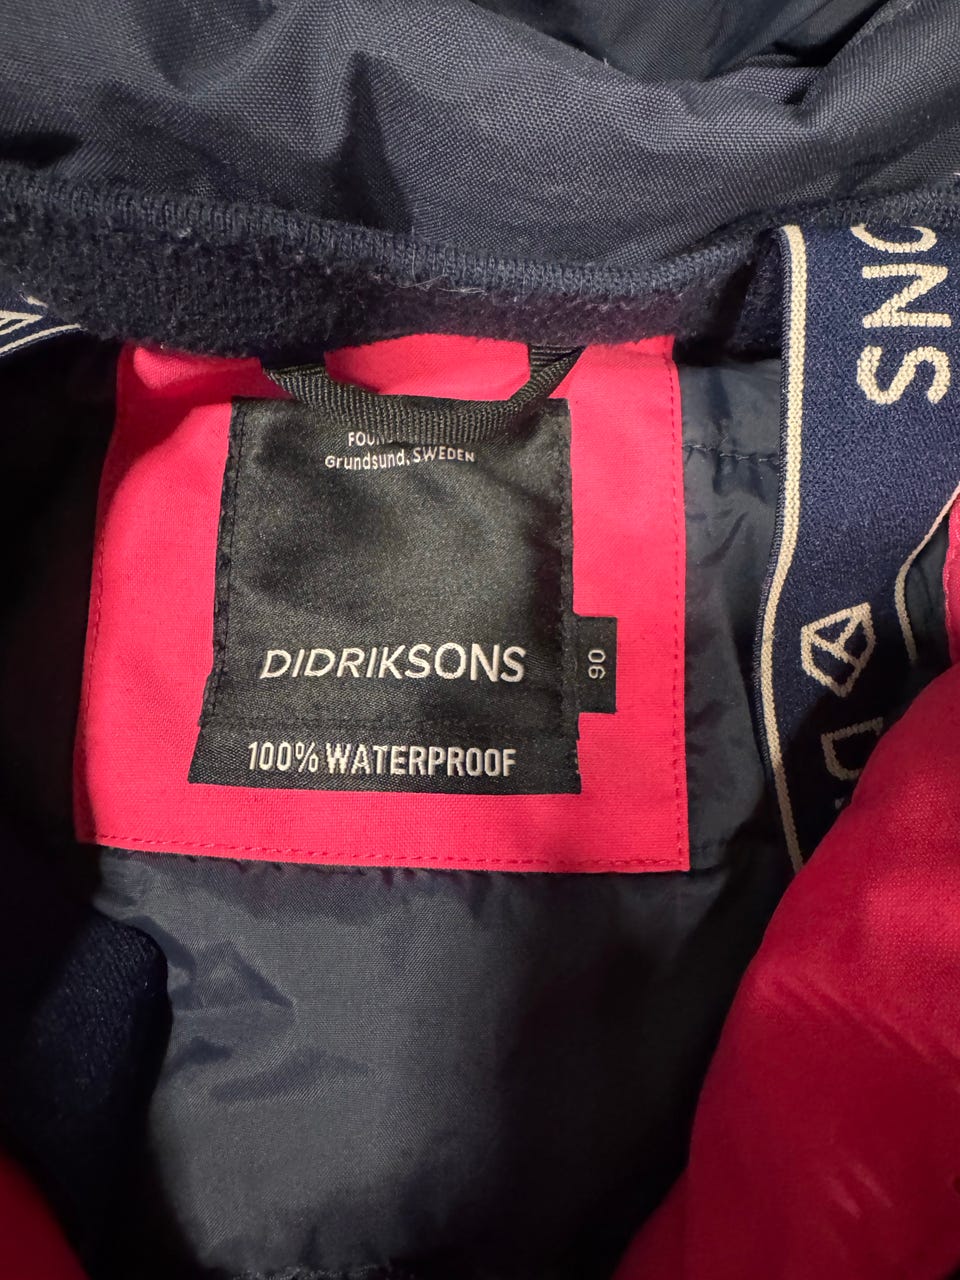 Grundsund, SWEDEN
DIDRIKSONS
90
100% WATERPROOF